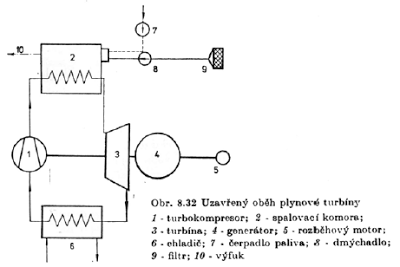 10
2
7
8
9
1
3
4
5
6
Obr. 8.32 Uzavřený oběh plynové turbíny
1 - turbokompresor; 2 - spalovací komora;
3 - turbína; 4 - generátor; 5 - rozběhový motor;
6 - chladič; 7 - čerpadlo paliva; 8 - dmýchadlo;
9 - filtr; 10 - výfuk